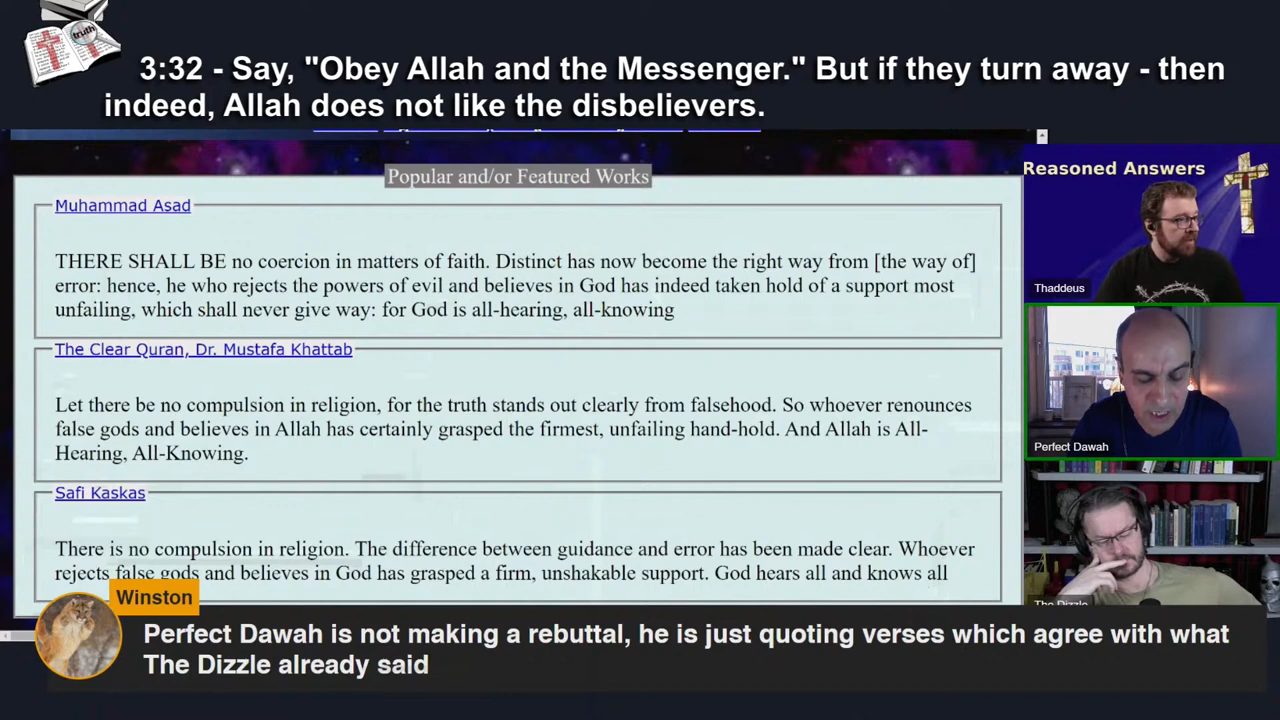 truth
3:32 - Say, "Obey Allah and the Messenger." But if they turn away - then
indeed, Allah does not like the disbelievers.
Popular and/or Featured Works
Muhammad Asad
THERE SHALL BE no coercion in matters of faith. Distinct has now become the right way from [the way of]
error: hence, he who rejects the powers of evil and believes in God has indeed taken hold of a support most
unfailing, which shall never give way: for God is all-hearing, all-knowing
The Clear Quran, Dr. Mustafa Khattab
Let there be no compulsion in religion, for the truth stands out clearly from falsehood. So whoever renounces
false gods and believes in Allah has certainly grasped the firmest, unfailing hand-hold. And Allah is All-
Hearing, All-Knowing.
Safi Kaskas
There is no compulsion in religion. The difference between guidance and error has been made clear. Whoever
rejects false gods and believes in God has grasped a firm, unshakable support. God hears all and knows all
Reasoned Answers
Thaddeus
Perfect Dawah
The Dizzle
Winston
Perfect Dawah is not making a rebuttal, he is just quoting verses which agree with what
The Dizzle already said